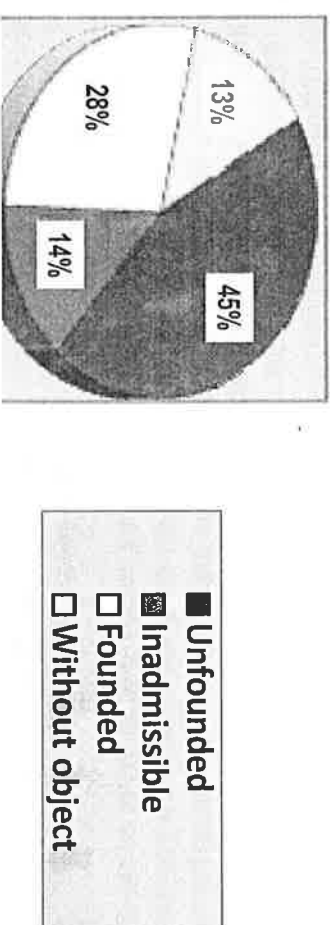 13%
45%
28%
14%
Unfounded
Inadmissible
Founded
Without object